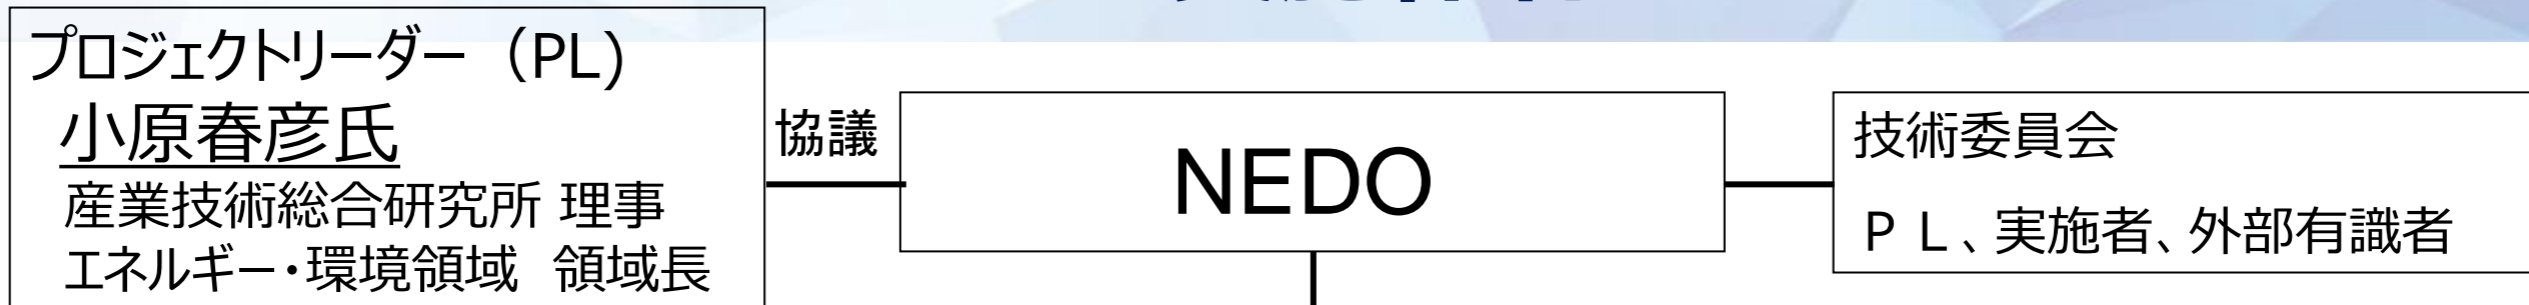 プロジェクトリーダー（PL)
小原春彦氏
産業技術総合研究所 理事
エネルギー・環境領域　領域長
協議
NEDO
技術委員会
ＰＬ、実施者、外部有識者